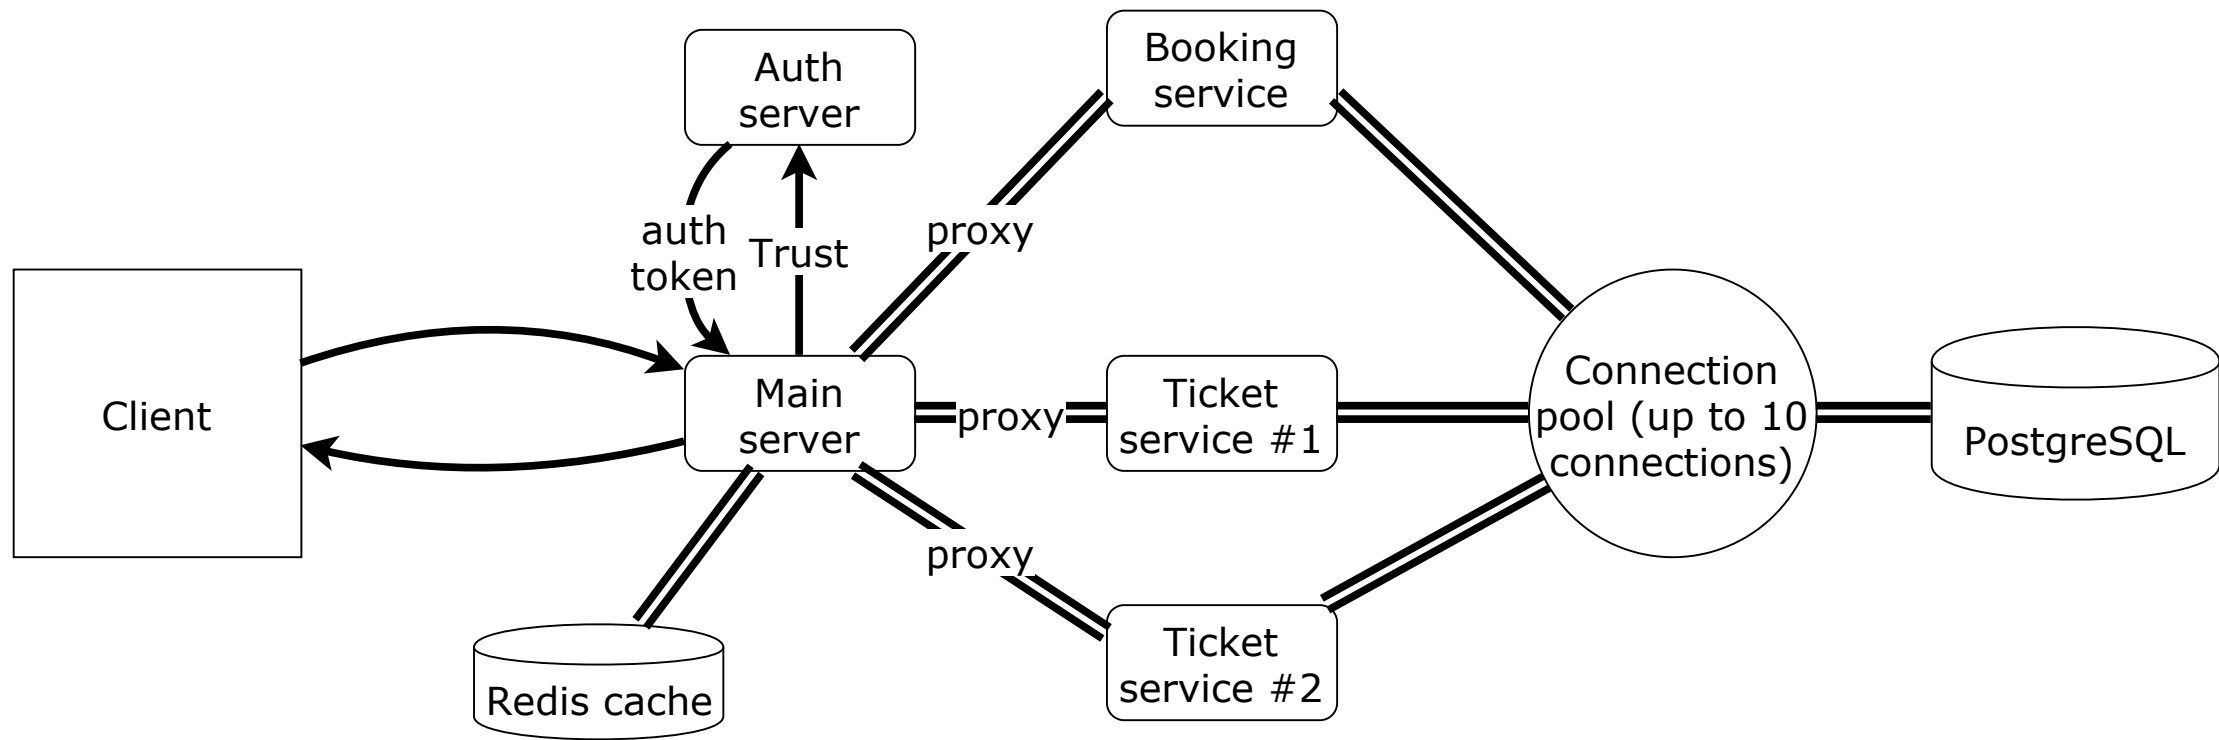 Auth
server
Booking
service
auth
token
Trust
proxy
Client
Main
server
proxy
Ticket
service #1
Connection
pool (up to 10
connections)
PostgreSQL
proxy
Redis cache
Ticket
service #2